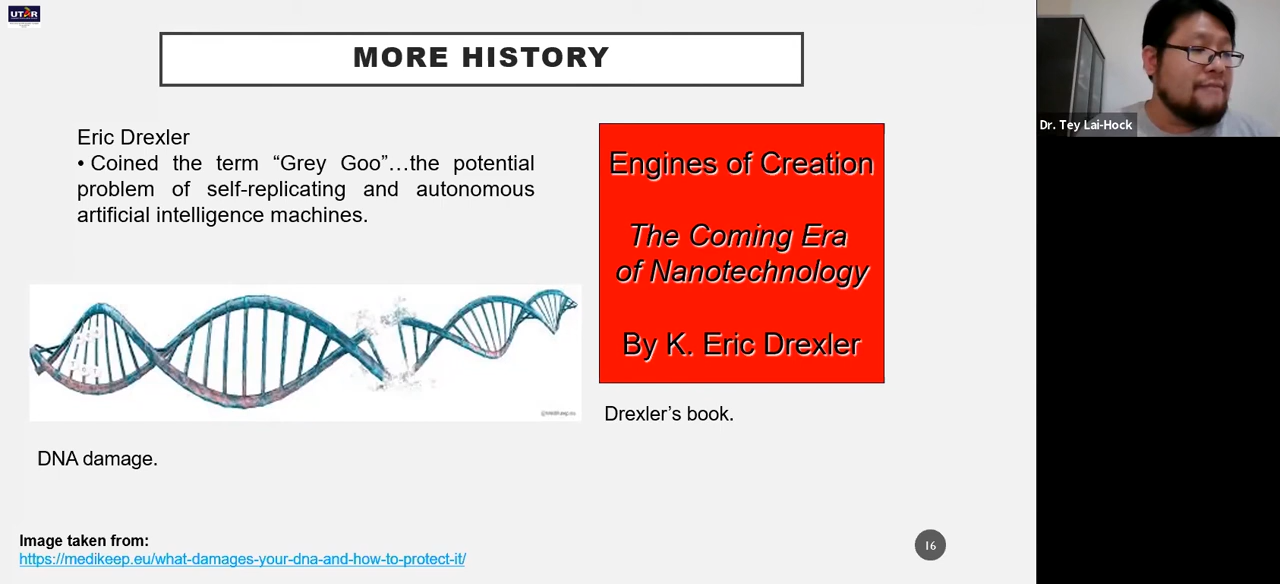 UTAR
MORE HISTORY
Eric Drexler
• Coined the term “Grey Goo”…the potential
problem of self-replicating and autonomous
artificial intelligence machines.
Engines of Creation
The Coming Era
of Nanotechnology
By K. Eric Drexler
Drexler’s book.
DNA damage.
Image taken from:
https://medikeep.eu/what-damages-your-dna-and-how-to-protect-it/
16
Dr. Tey Lai-Hock